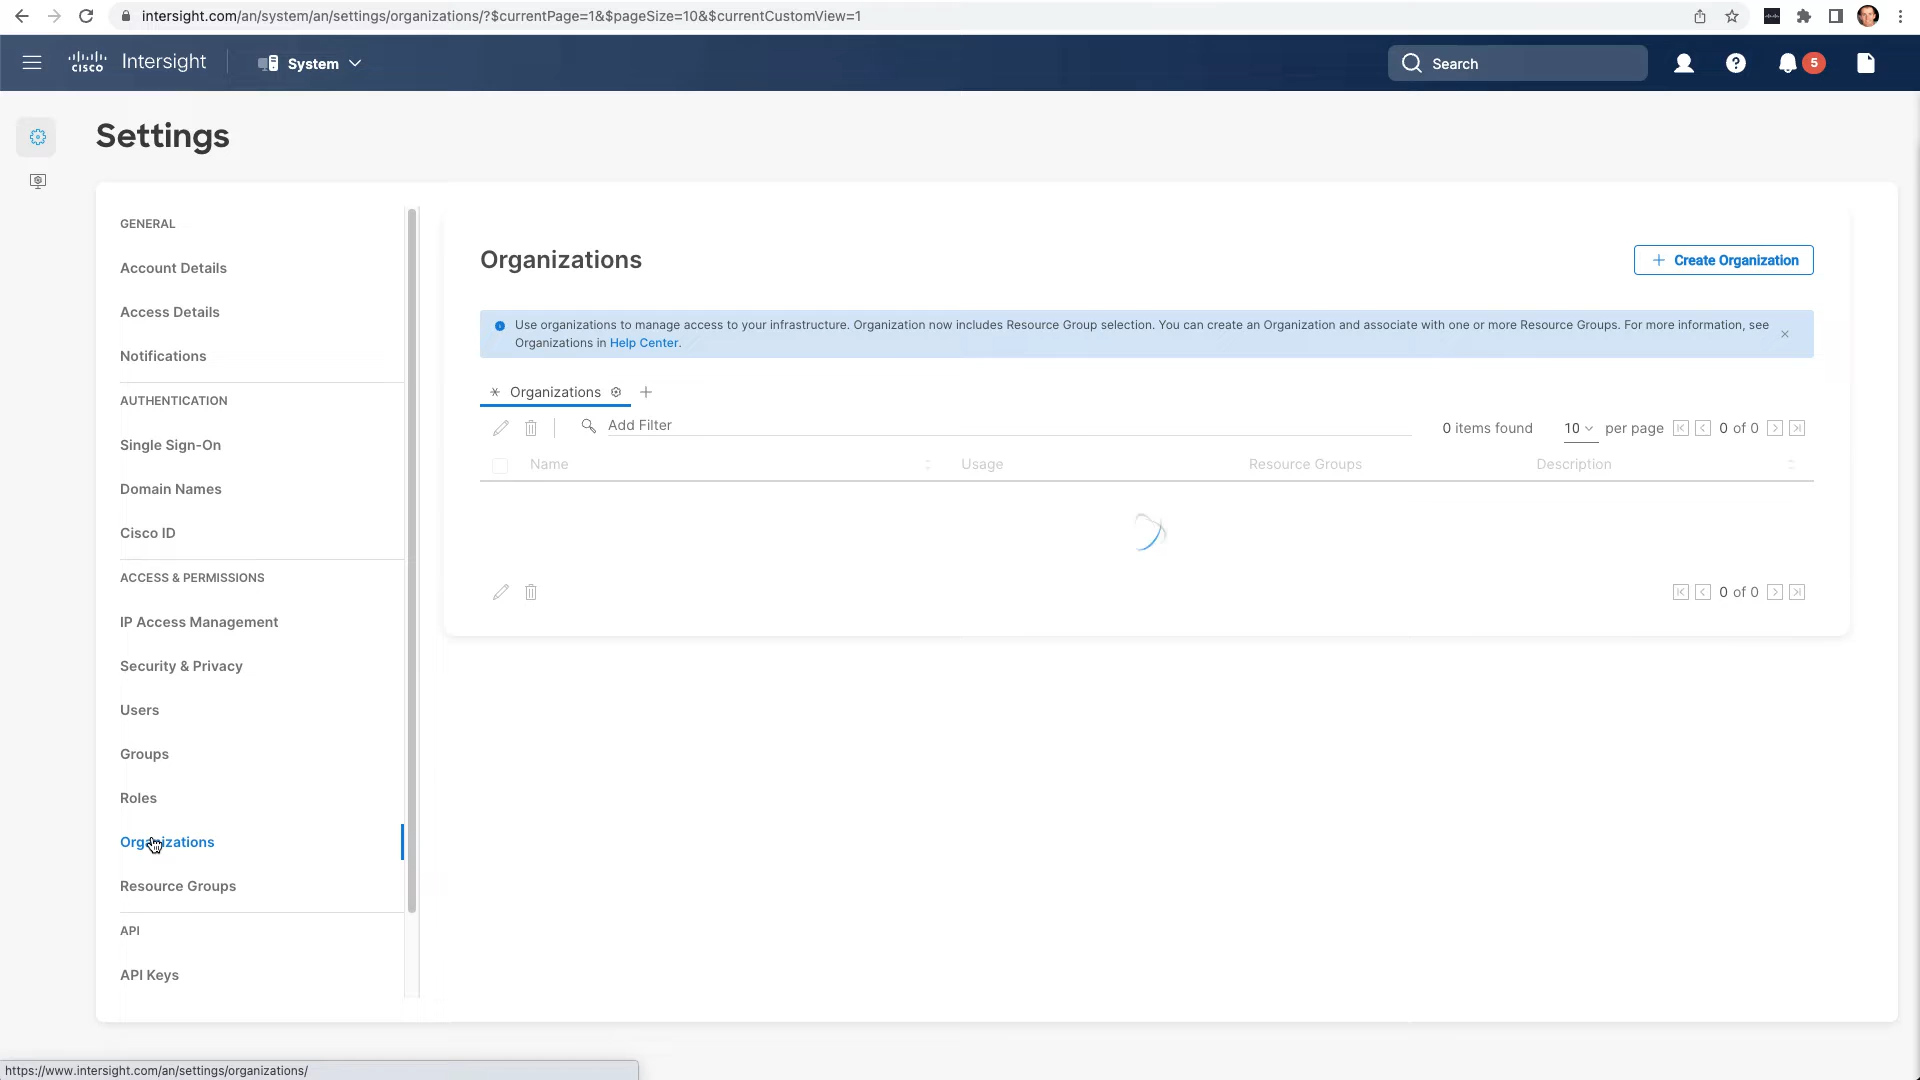 intersight.com/an/system/an/settings/organizations/?$currentPage=1&$pageSize=10&$currentCustomView=1
CISCO Intersight System Search 5
Settings
GENERAL
Account Details
Access Details
Notifications
AUTHENTICATION
Single Sign-On
Domain Names
Cisco ID
ACCESS & PERMISSIONS
IP Access Management
Security & Privacy
Users
Groups
Roles
Organizations
Resource Groups
API
API Keys
Organizations
Create Organization
Use organizations to manage access to your infrastructure. Organization now includes Resource Group selection. You can create an Organization and associate with one or more Resource Groups. For more information, see
Organizations in Help Center.
Organizations
Add Filter 0 items found 10 per page 0 of 0
Name Usage Resource Groups Description
0 of 0
https://www.intersight.com/an/settings/organizations/